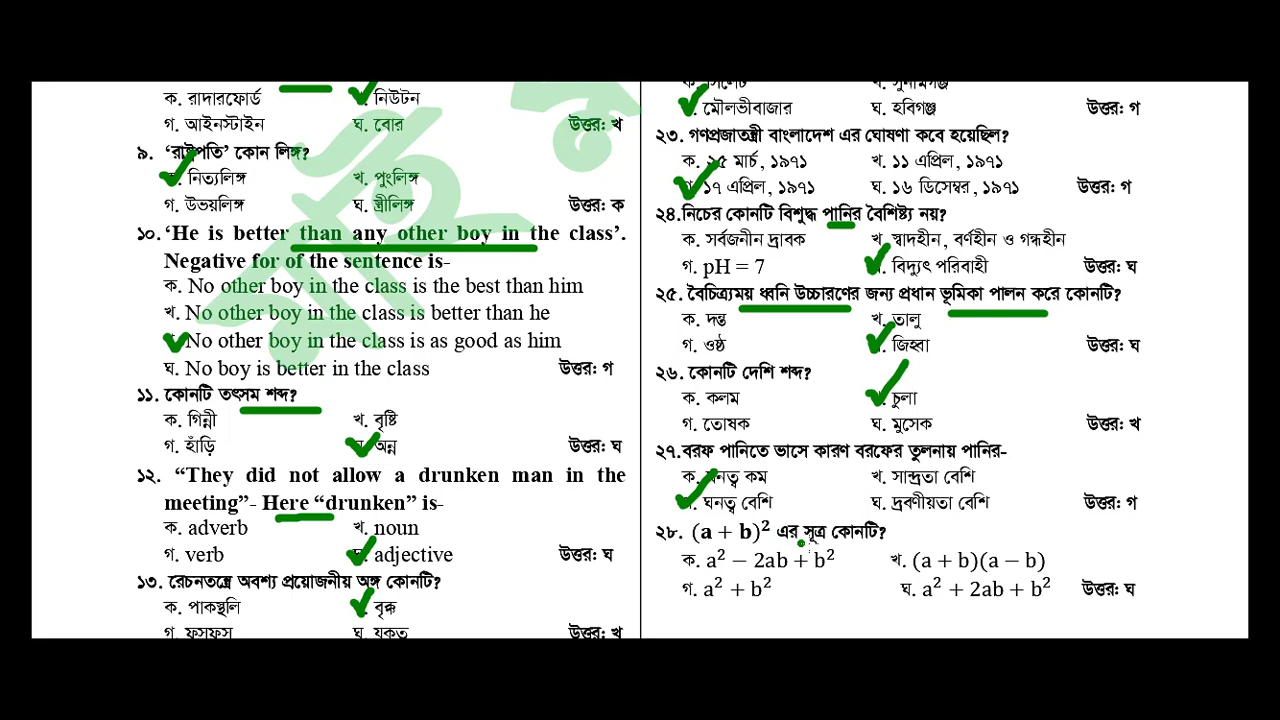 ক. রাদারফোর্ড
নিউটন
গ. আইনস্টাইন
ঘ. বোর
উত্তর: খ
৯. ‘রাষ্ট্রপতি’ কোন লিঙ্গ?
নিত্যলিঙ্গ
খ. পুংলিঙ্গ
গ. উভয়লিঙ্গ
ঘ. স্ত্রীলিঙ্গ
উত্তর: ক
১০. ‘He is better than any other boy in the class’.
Negative for of the sentence is-
ক. No other boy in the class is the best than him
খ. No other boy in the class is better than he
No other boy in the class is as good as him
ঘ. No boy is better in the class
উত্তর: গ
১১. কোনটি তৎসম শব্দ?
ক. গিন্নী
খ. বৃষ্টি
গ. হাঁড়ি
অন্ন
উত্তর: ঘ
১২. “They did not allow a drunken man in the
meeting”- Here “drunken” is-
ক. adverb
খ. noun
গ. verb
adjective
উত্তর: ঘ
১৩. রেচনতন্ত্রে অবশ্য প্রয়োজনীয় অঙ্গ কোনটি?
ক. পাকস্থলি
বৃক্ক
গ. ফুসফুস
ঘ. যকৃত
উত্তর: খ
ক. সিলেট
খ. সুনামগঞ্জ
মৌলভীবাজার
ঘ. হবিগঞ্জ
উত্তর: গ
২৩. গণপ্রজাতন্ত্রী বাংলাদেশ এর ঘোষণা কবে হয়েছিল?
ক. ২৫ মার্চ, ১৯৭১
খ. ১১ এপ্রিল, ১৯৭১
১৭ এপ্রিল, ১৯৭১
ঘ. ১৬ ডিসেম্বর, ১৯৭১
উত্তর: গ
২৪.নিচের কোনটি বিশুদ্ধ পানির বৈশিষ্ট্য নয়?
ক. সর্বজনীন দ্রাবক
খ. স্বাদহীন, বর্ণহীন ও গন্ধহীন
গ. pH = 7
বিদ্যুৎ পরিবাহী
উত্তর: ঘ
২৫. বৈচিত্র্যময় ধ্বনি উচ্চারণের জন্য প্রধান ভূমিকা পালন করে কোনটি?
ক. দন্ত
খ. তালু
গ. ওষ্ঠ
জিহ্বা
উত্তর: ঘ
২৬. কোনটি দেশি শব্দ?
ক. কলম
চুলা
গ. তোষক
ঘ. মুসেক
উত্তর: খ
২৭.বরফ পানিতে ভাসে কারণ বরফের তুলনায় পানির-
ক. ঘনত্ব কম
খ. সান্দ্রতা বেশি
ঘনত্ব বেশি
ঘ. দ্রবণীয়তা বেশি
উত্তর: গ
২৮. (a + b)² এর সূত্র কোনটি?
ক. a² − 2ab + b²
খ. (a + b)(a − b)
গ. a² + b²
ঘ. a² + 2ab + b²
উত্তর: ঘ